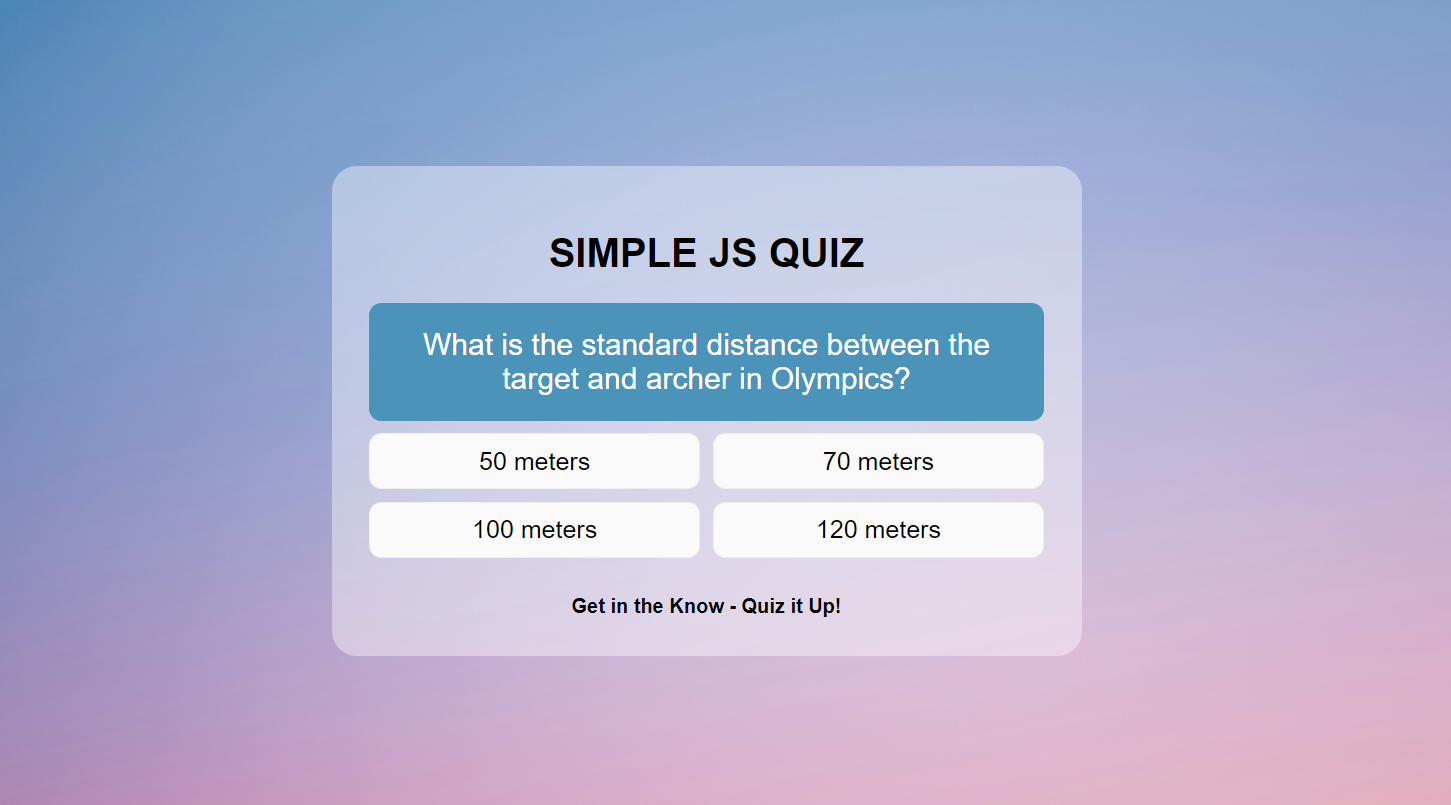 SIMPLE JS QUIZ
What is the standard distance between the
target and archer in Olympics?
50 meters
70 meters
100 meters
120 meters
Get in the Know - Quiz it Up!